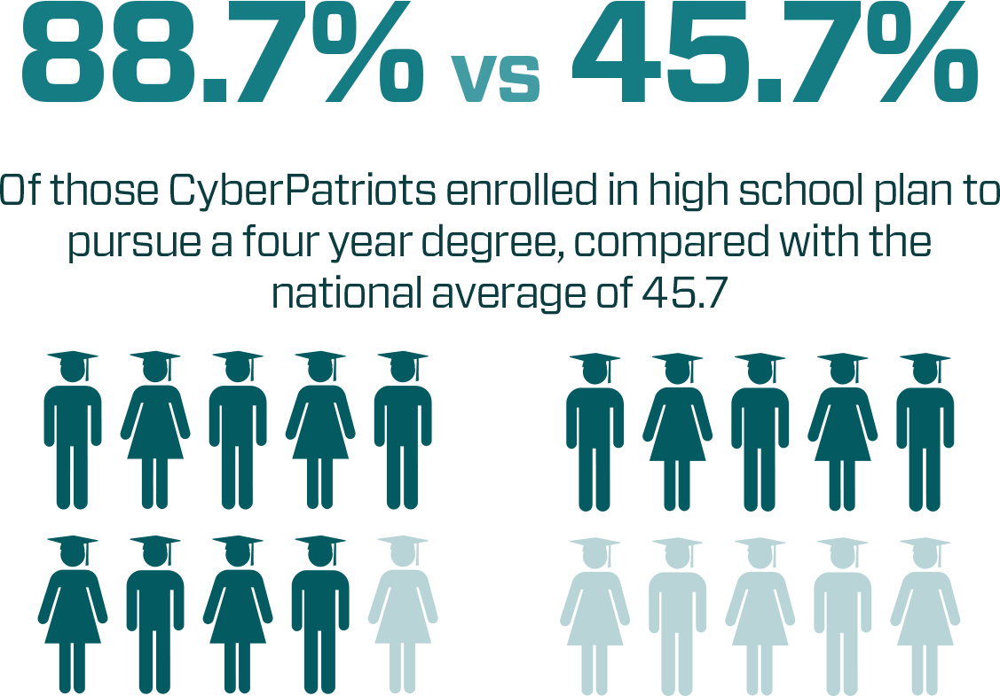 88.7% vs 45.7%
Of those CyberPatriots enrolled in high school plan to
pursue a four year degree, compared with the
national average of 45.7